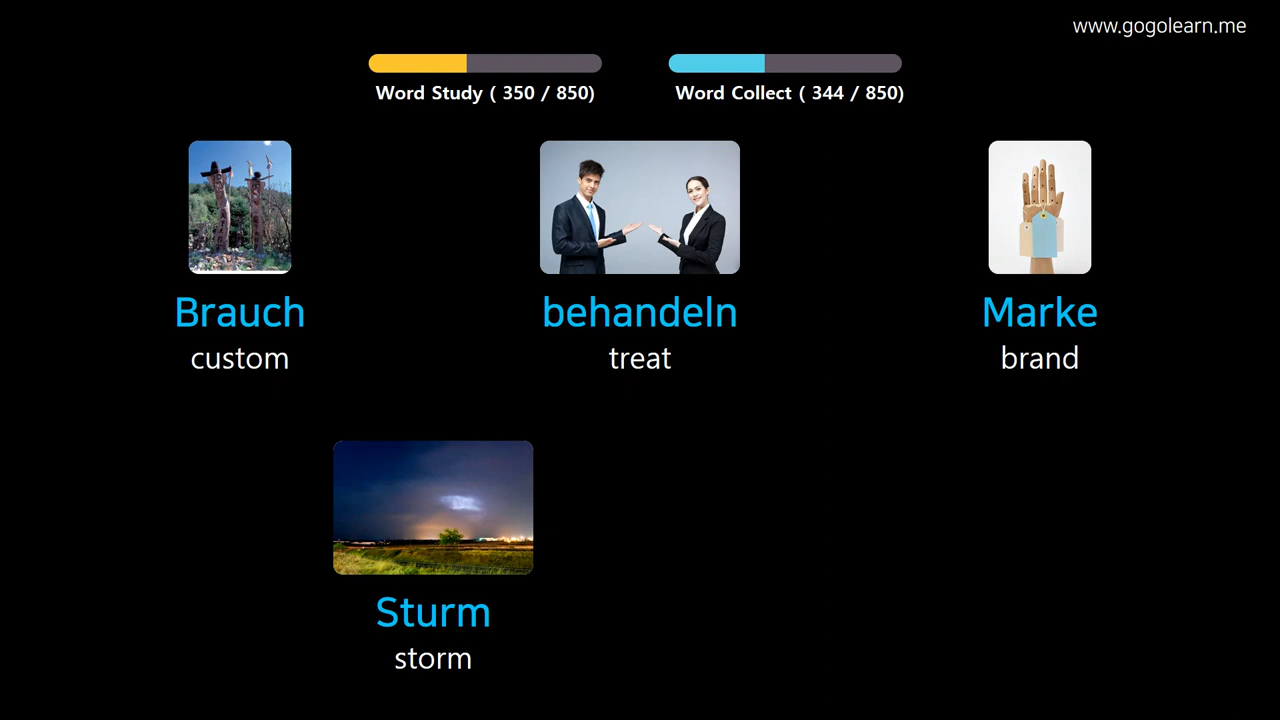 www.gogolearn.me
Word Study ( 350 / 850)
Word Collect ( 344 / 850)
Brauch
custom
behandeln
treat
Marke
brand
Sturm
storm